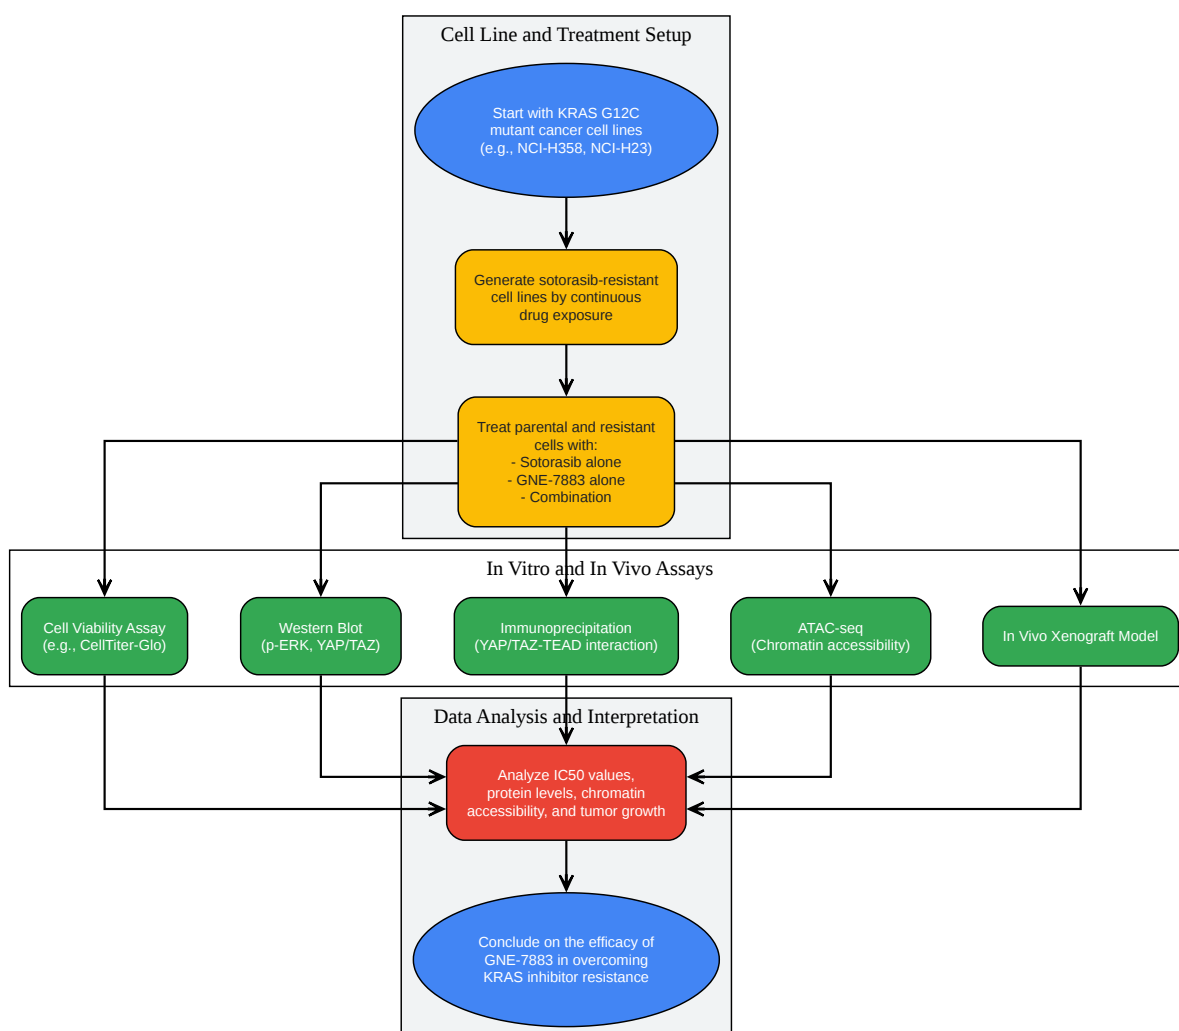 Cell Line and Treatment Setup
Start with KRAS G12C
mutant cancer cell lines
(e.g., NCI-H358, NCI-H23)
Generate sotorasib-resistant
cell lines by continuous
drug exposure
Treat parental and resistant
cells with:
- Sotorasib alone
- GNE-7883 alone
- Combination
In Vitro and In Vivo Assays
Cell Viability Assay
(e.g., CellTiter-Glo)
Western Blot
(p-ERK, YAP/TAZ)
Immunoprecipitation
(YAP/TAZ-TEAD interaction)
ATAC-seq
(Chromatin accessibility)
In Vivo Xenograft Model
Data Analysis and Interpretation
Analyze IC50 values,
protein levels, chromatin
accessibility, and tumor growth
Conclude on the efficacy of
GNE-7883 in overcoming
KRAS inhibitor resistance